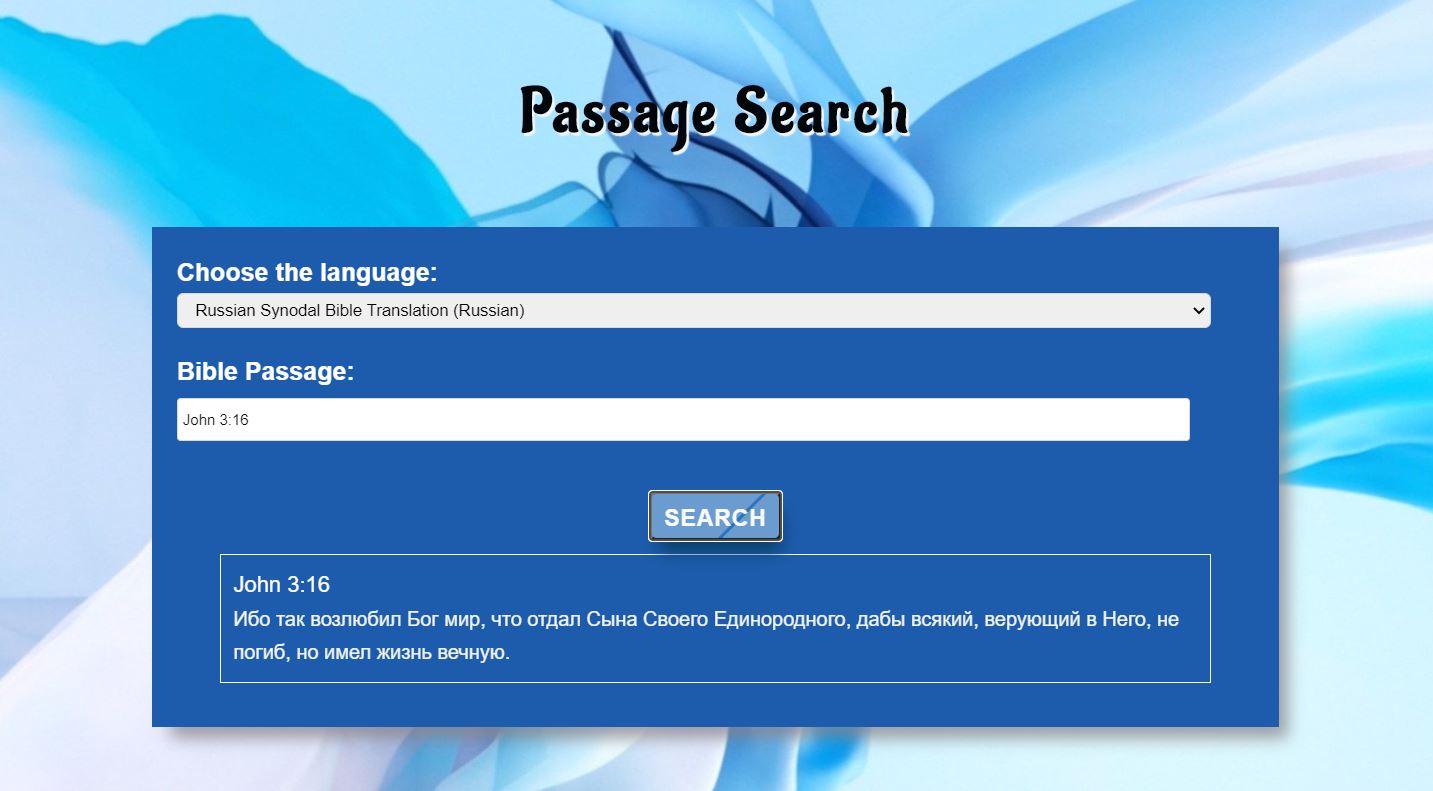 Passage Search
Choose the language:
Russian Synodal Bible Translation (Russian)
Bible Passage:
John 3:16
SEARCH
John 3:16
Ибо так возлюбил Бог мир, что отдал Сына Своего Единородного, дабы всякий, верующий в Него, не
погиб, но имел жизнь вечную.